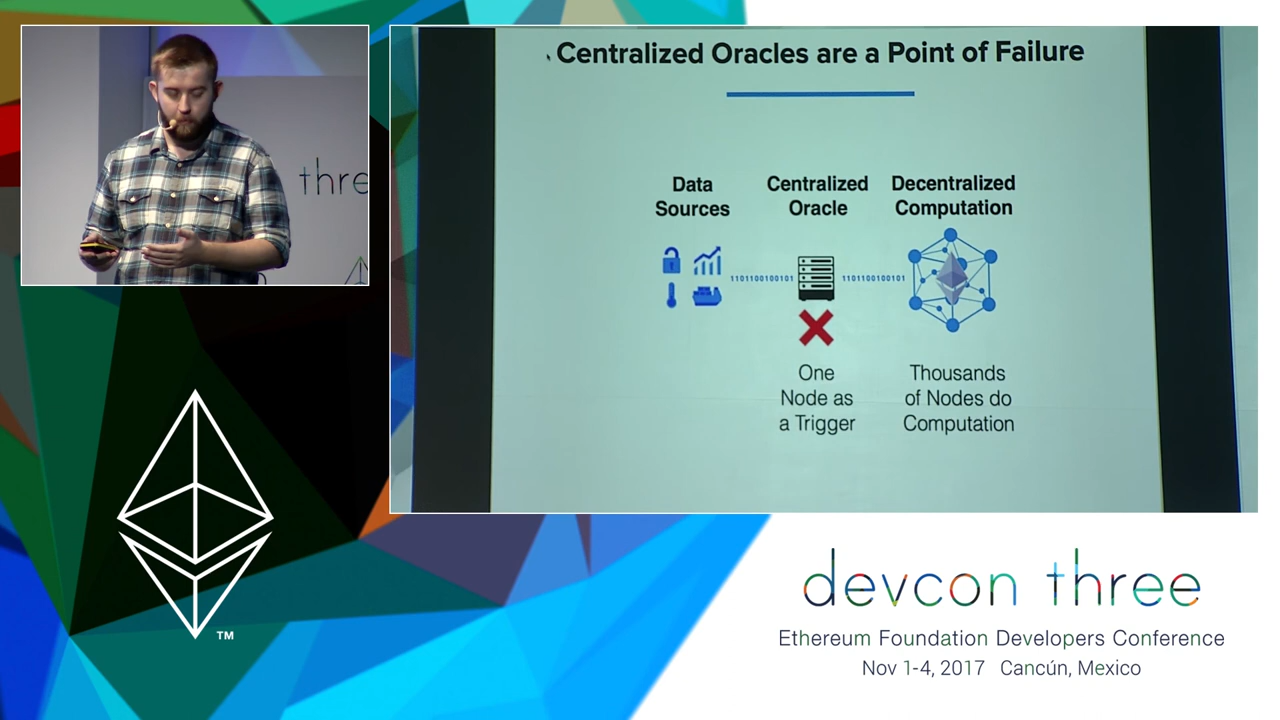 thre
Centralized Oracles are a Point of Failure
Data
Sources
Centralized
Oracle
Decentralized
Computation
1101100100101
1101100100101
One
Node as
a Trigger
Thousands
of Nodes do
Computation
TM
devcon three
Ethereum Foundation Developers Conference
Nov 1-4, 2017 Cancún, Mexico